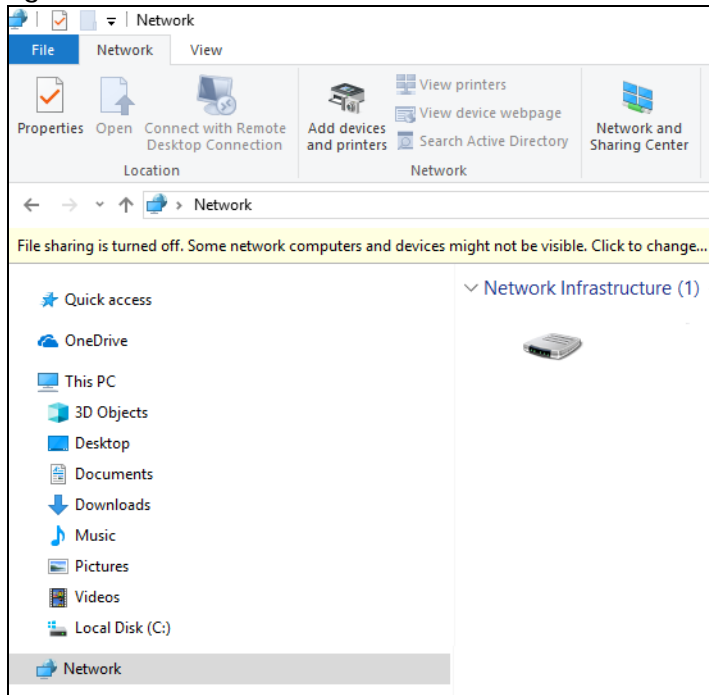 Network
File Network View
Properties Open Connect with Remote Desktop Connection
Location
Add devices and printers
View printers
View device webpage
Search Active Directory
Network
Network and Sharing Center
> Network
File sharing is turned off. Some network computers and devices might not be visible. Click to change...
Quick access
OneDrive
This PC
3D Objects
Desktop
Documents
Downloads
Music
Pictures
Videos
Local Disk (C:)
Network
Network Infrastructure (1)